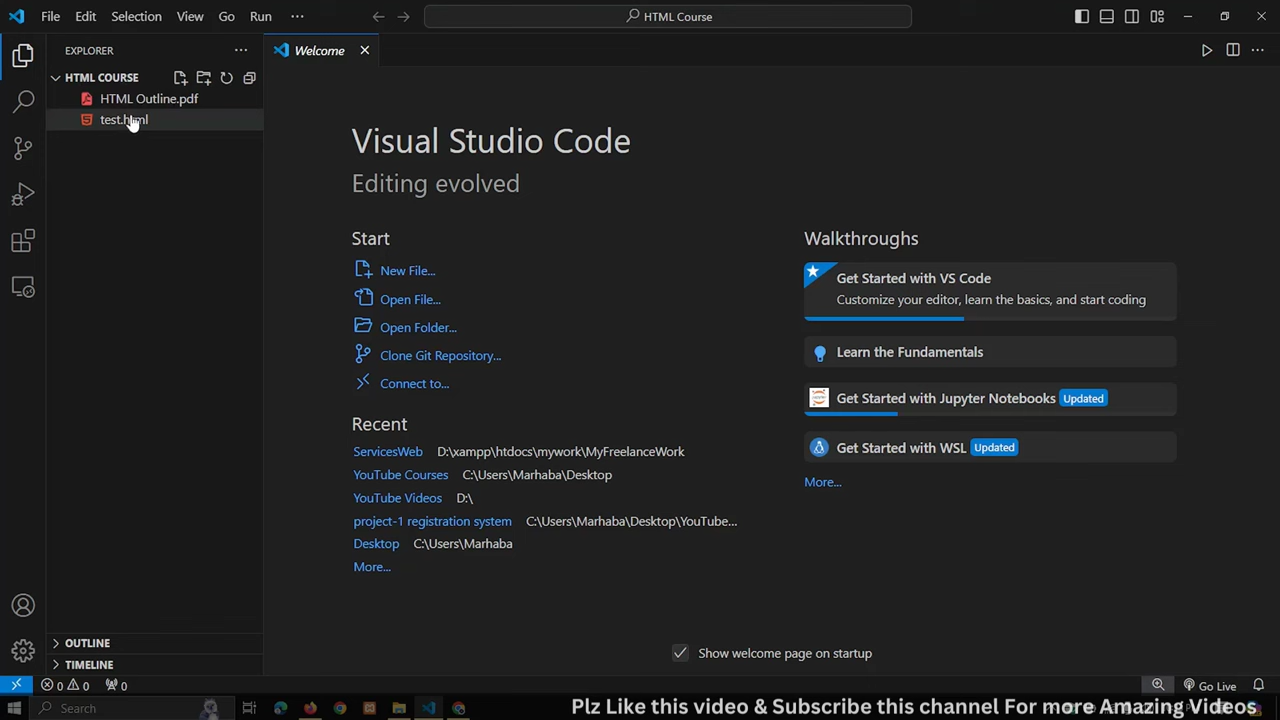 File Edit Selection View Go Run ··· HTML Course
EXPLORER ···
Welcome
HTML COURSE
HTML Outline.pdf
test.html
Visual Studio Code
Editing evolved
Start
New File...
Open File...
Open Folder...
Clone Git Repository...
Connect to...
Recent
ServicesWeb D:\xampp\htdocs\mywork\MyFreelanceWork
YouTube Courses C:\Users\Marhaba\Desktop
YouTube Videos D:\
project-1 registration system C:\Users\Marhaba\Desktop\YouTube...
Desktop C:\Users\Marhaba
More...
Walkthroughs
Get Started with VS Code
Customize your editor, learn the basics, and start coding
Learn the Fundamentals
Get Started with Jupyter Notebooks Updated
Get Started with WSL Updated
More...
Show welcome page on startup
OUTLINE
TIMELINE
0 0 0 Go Live
Search
Plz Like this video & Subscribe this channel For more Amazing Videos